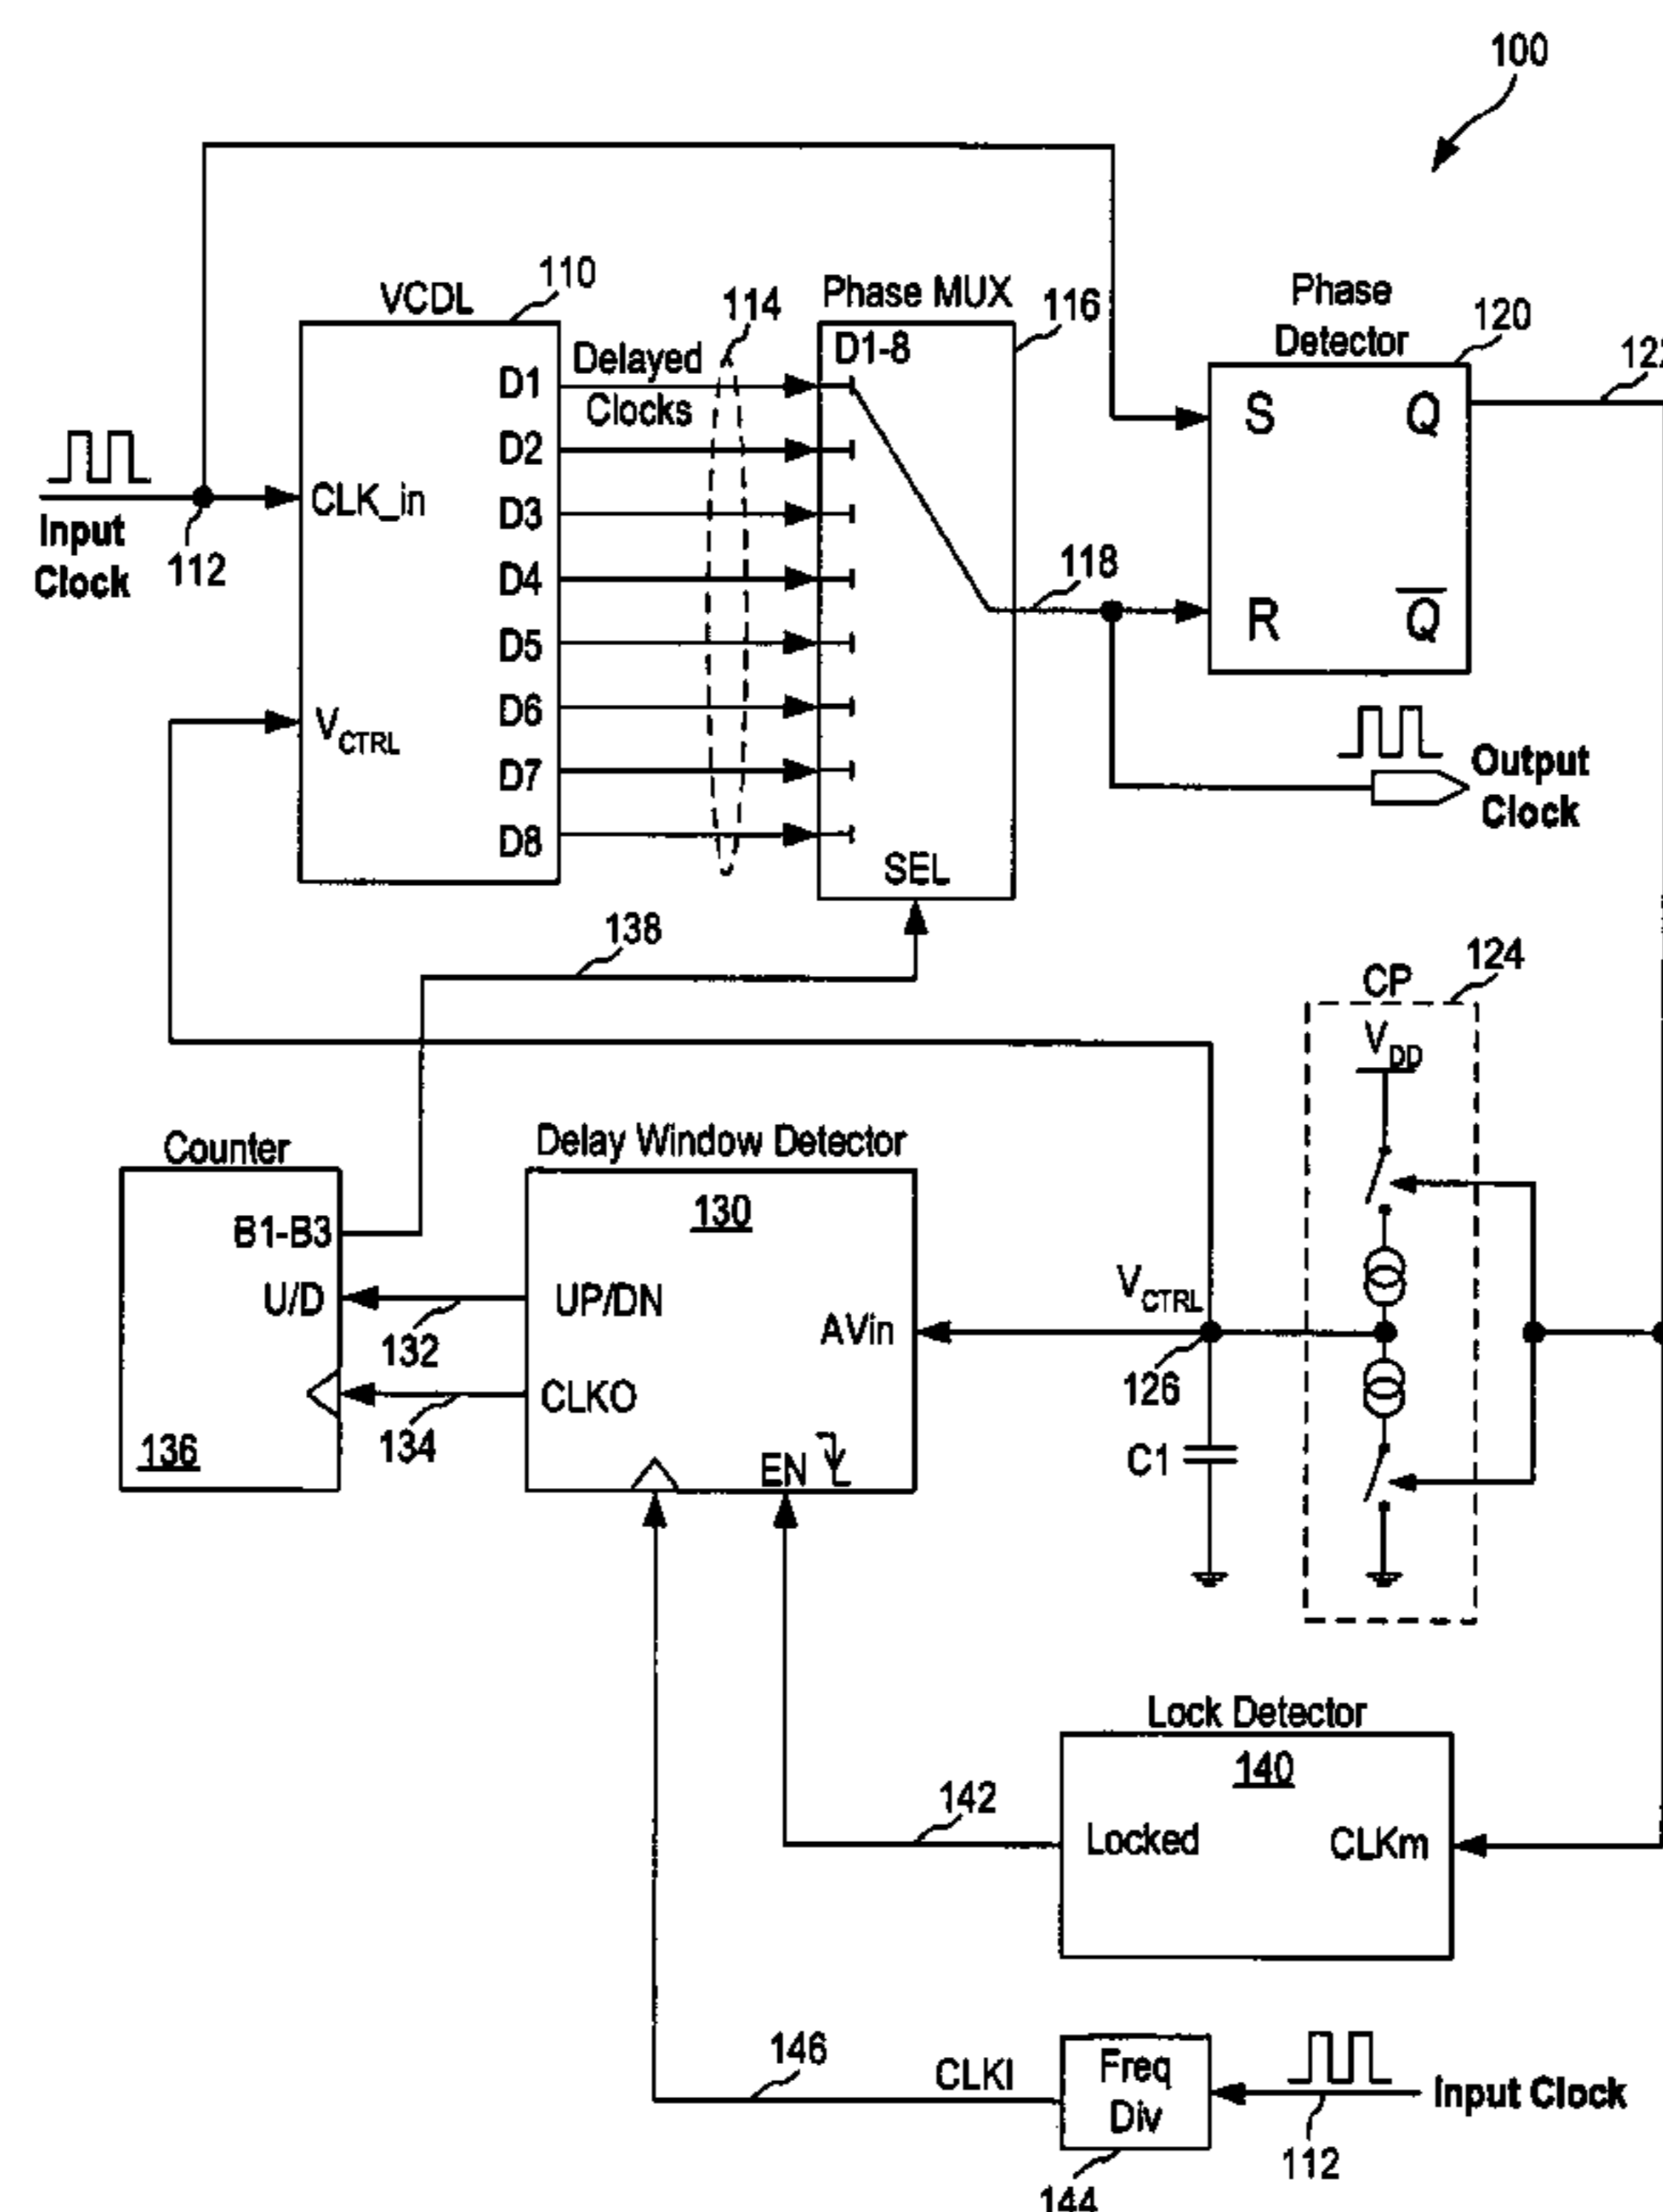 100
VCDL
110
114
Phase MUX
116
Phase
Detector
120
122
Delayed
Clocks
D1
D2
D3
D4
D5
D6
D7
D8
D1-8
S
Q
R
Q
CLK_in
Input
Clock
112
118
VCTRL
SEL
Output
Clock
138
CP
124
VDD
Counter
Delay Window Detector
130
B1-B3
U/D
UP/DN
132
AVin
VCTRL
126
CLKO
134
136
EN
C1
Lock Detector
140
142
Locked
CLKm
146
CLKI
Freq
Div
Input Clock
112
144